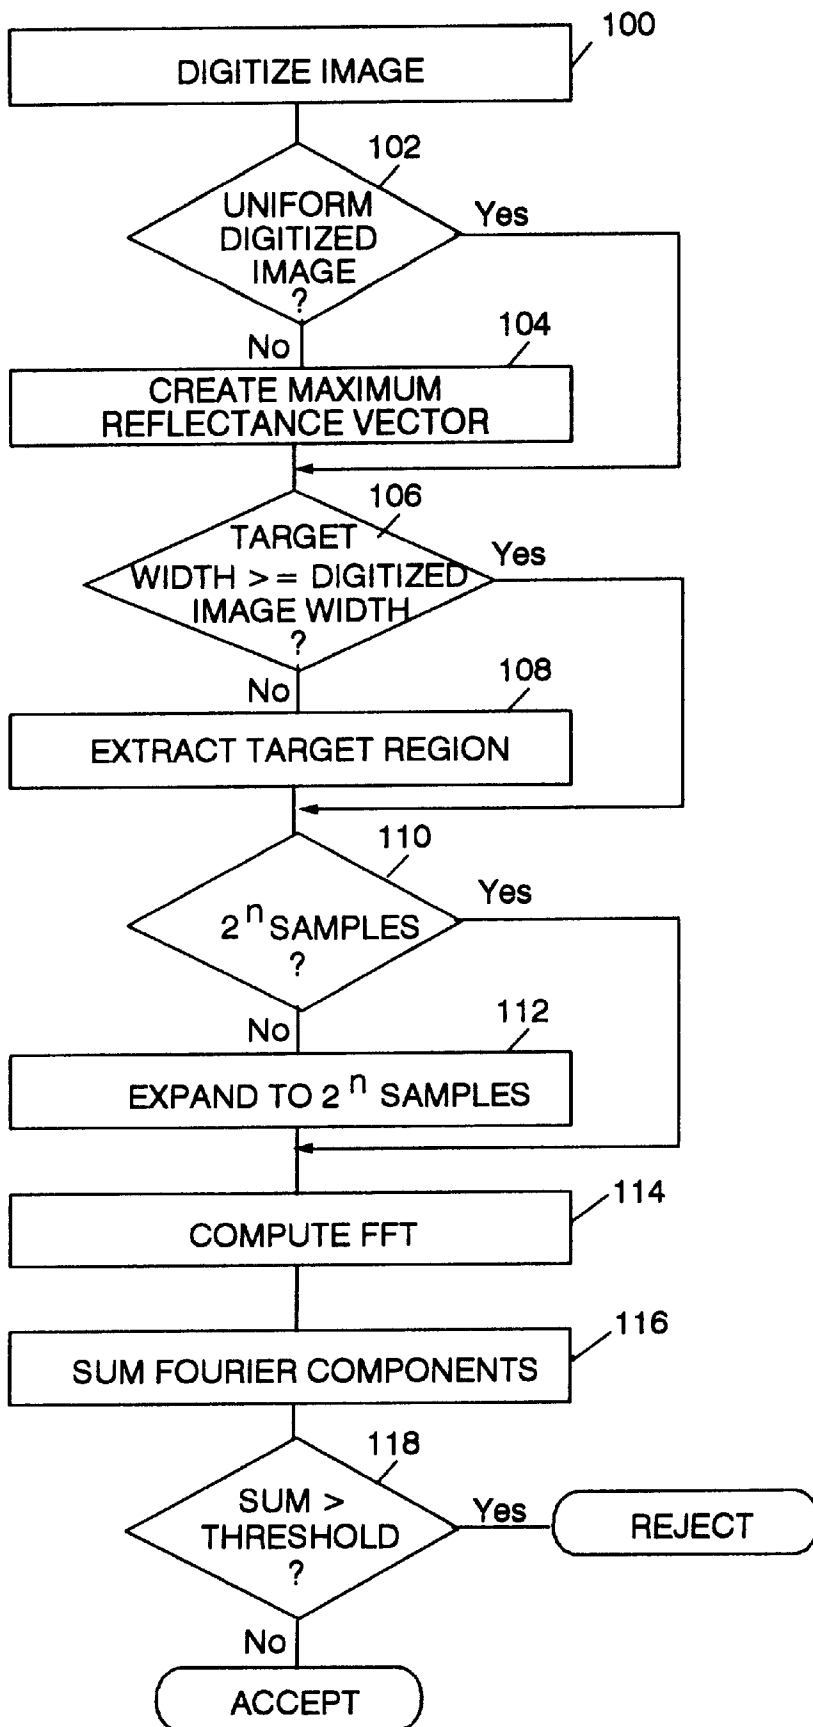 100
DIGITIZE IMAGE
102
UNIFORM
DIGITIZED
IMAGE
?
Yes
No
104
CREATE MAXIMUM
REFLECTANCE VECTOR
106
TARGET
WIDTH >= DIGITIZED
IMAGE WIDTH
?
Yes
No
108
EXTRACT TARGET REGION
110
2^n SAMPLES
?
Yes
No
112
EXPAND TO 2^n SAMPLES
114
COMPUTE FFT
116
SUM FOURIER COMPONENTS
118
SUM >
THRESHOLD
?
Yes
REJECT
No
ACCEPT